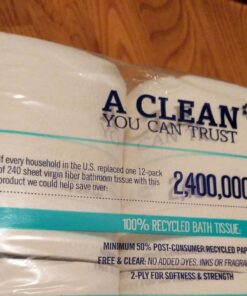 A CLEAN*
YOU CAN TRUST
If every household in the U.S. replaced one 12-pack
of 240 sheet virgin fiber bathroom tissue with this
product we could help save over:
2,400,000
100% RECYCLED BATH TISSUE.
MINIMUM 50% POST-CONSUMER RECYCLED
FREE & CLEAR: NO ADDED DYES, INKS OR
2-PLY FOR SOFTNESS & STRENGTH